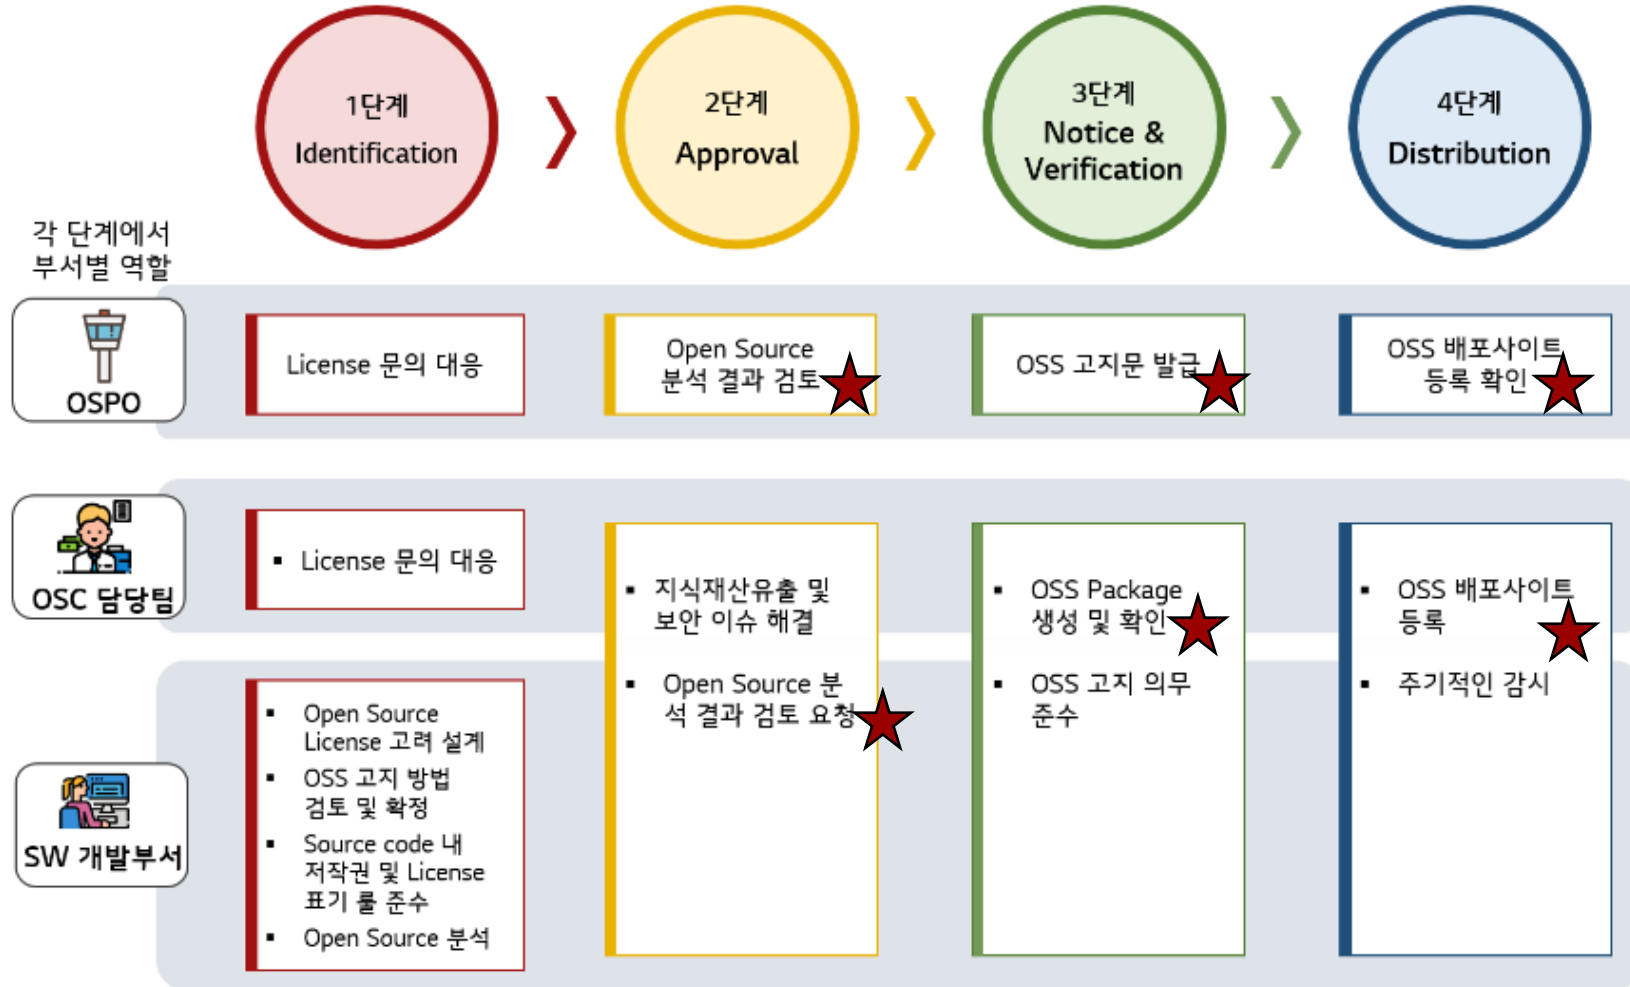 1단계
Identification
2단계
Approval
3단계
Notice &
Verification
4단계
Distribution
각 단계에서
부서별 역할
OSPO
License 문의 대응
Open Source
분석 결과 검토
OSS 고지문 발급
OSS 배포사이트
등록 확인
OSC 담당팀
▪ License 문의 대응
▪ 지식재산유출 및
보안 이슈 해결
▪ Open Source 분
석 결과 검토 요청
▪ OSS Package
생성 및 확인
▪ OSS 고지 의무
준수
▪ OSS 배포사이트
등록
▪ 주기적인 감시
SW 개발부서
▪ Open Source
License 고려 설계
▪ OSS 고지 방법
검토 및 확정
▪ Source code 내
저작권 및 License
표기 룰 준수
▪ Open Source 분석